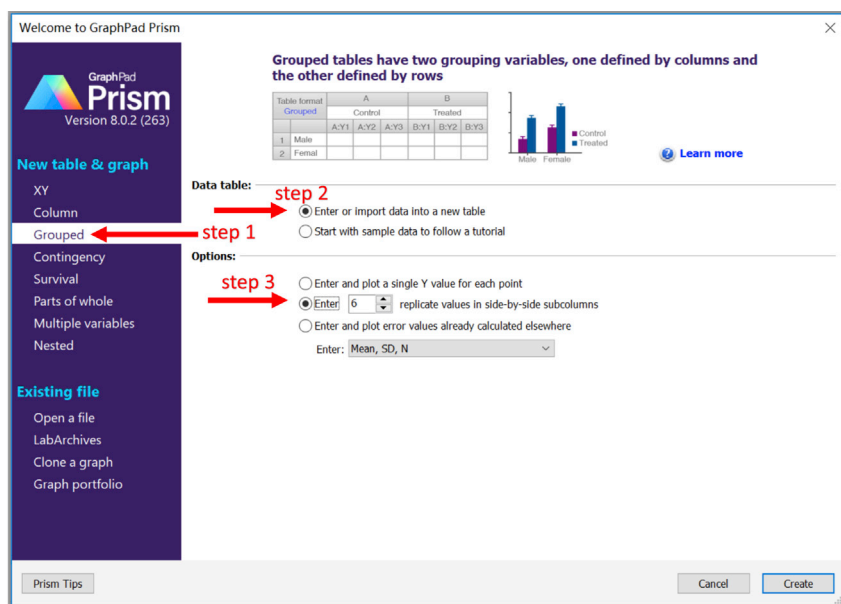 Welcome to GraphPad Prism
GraphPad
Prism
Version 8.0.2 (263)
New table & graph
XY
Column
Grouped
Contingency
Survival
Parts of whole
Multiple variables
Nested
Existing file
Open a file
LabArchives
Clone a graph
Graph portfolio
Prism Tips
step 1
Grouped tables have two grouping variables, one defined by columns and
the other defined by rows
Table format
Grouped
A
B
Control
Treated
A:Y1 A:Y2 A:Y3 B:Y1 B:Y2 B:Y3
1 Male
2 Femal
Control
Treated
Male Female
Learn more
Data table:
step 2
Enter or import data into a new table
Start with sample data to follow a tutorial
Options:
step 3
Enter and plot a single Y value for each point
Enter 6 replicate values in side-by-side subcolumns
Enter and plot error values already calculated elsewhere
Enter: Mean, SD, N
Cancel
Create